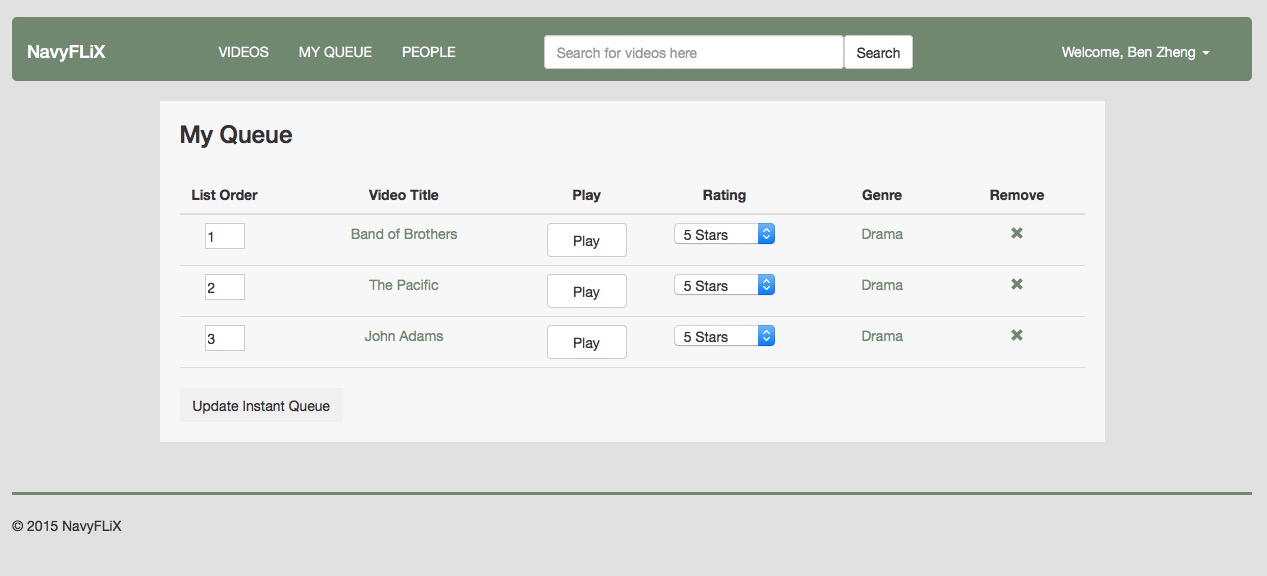 NavyFLiX VIDEOS MY QUEUE PEOPLE Search for videos here Search Welcome, Ben Zheng
My Queue
List Order Video Title Play Rating Genre Remove
1 Band of Brothers Play 5 Stars Drama
2 The Pacific Play 5 Stars Drama
3 John Adams Play 5 Stars Drama
Update Instant Queue
© 2015 NavyFLiX